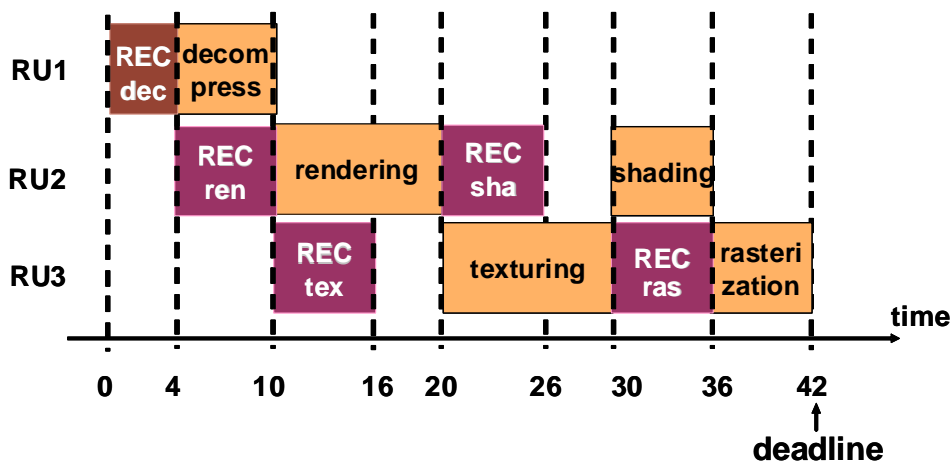 RU1
REC
dec
decom
press
RU2
REC
ren
rendering
REC
sha
shading
RU3
REC
tex
texturing
REC
ras
rasteri
zation
time
0 4 10 16 20 26 30 36 42
deadline